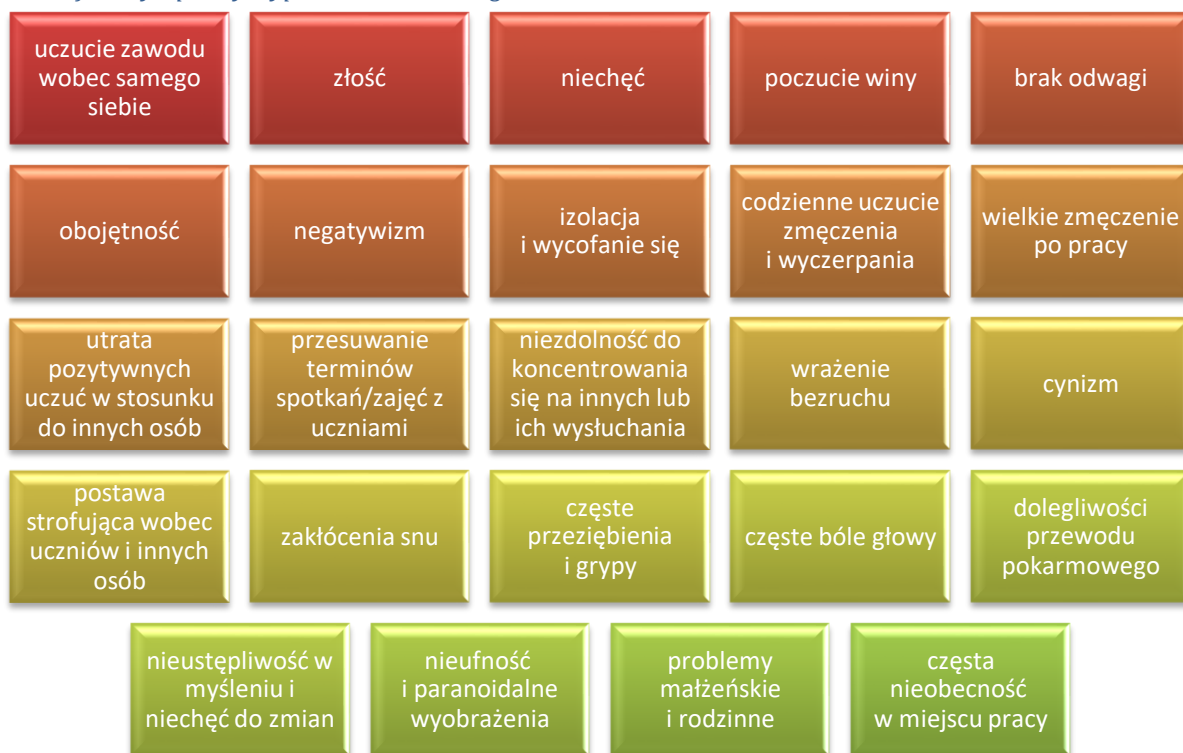 uczucie zawodu
wobec samego
siebie
złość
niechęć
poczucie winy
brak odwagi
obojętność
negatywizm
izolacja
i wycofanie się
codzienne uczucie
zmęczenia
i wyczerpania
wielkie zmęczenie
po pracy
utrata
pozytywnych
uczuć w stosunku
do innych osób
przesuwanie
terminów
spotkań/zajęć z
uczniami
niezdolność do
koncentrowania
się na innych lub
ich wysłuchania
wrażenie
bezruchu
cynizm
postawa
strofująca wobec
uczniów i innych
osób
zakłócenia snu
częste
przeziębienia
i grypy
częste bóle głowy
dolegliwości
przewodu
pokarmowego
nieustępliwość w
myśleniu i
niechęć do zmian
nieufność
i paranoidalne
wyobrażenia
problemy
małżeńskie
i rodzinne
częsta
nieobecność
w miejscu pracy